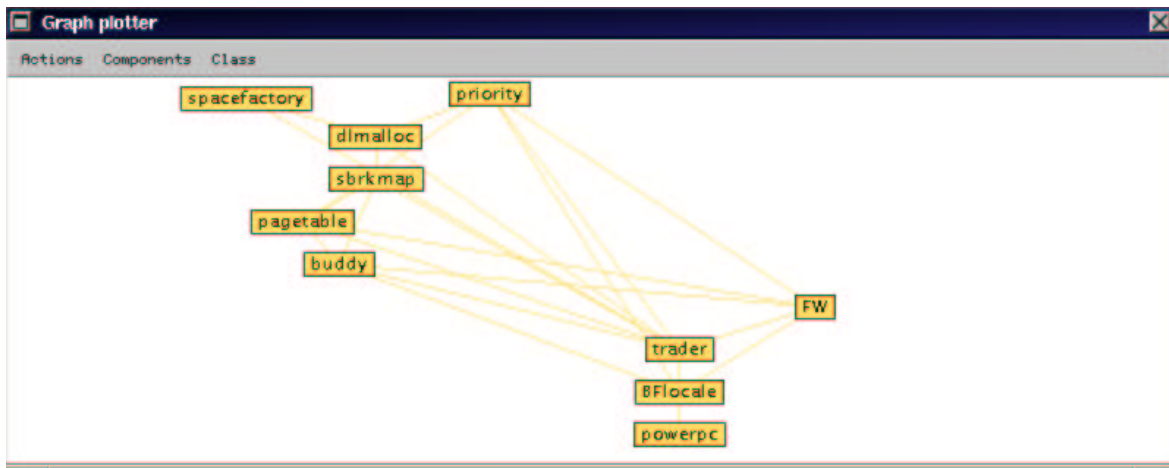 Graph plotter
Actions Components Class
spacefactory
priority
dlmalloc
sbrkmap
pagetable
buddy
FW
trader
BFlocale
powerpc